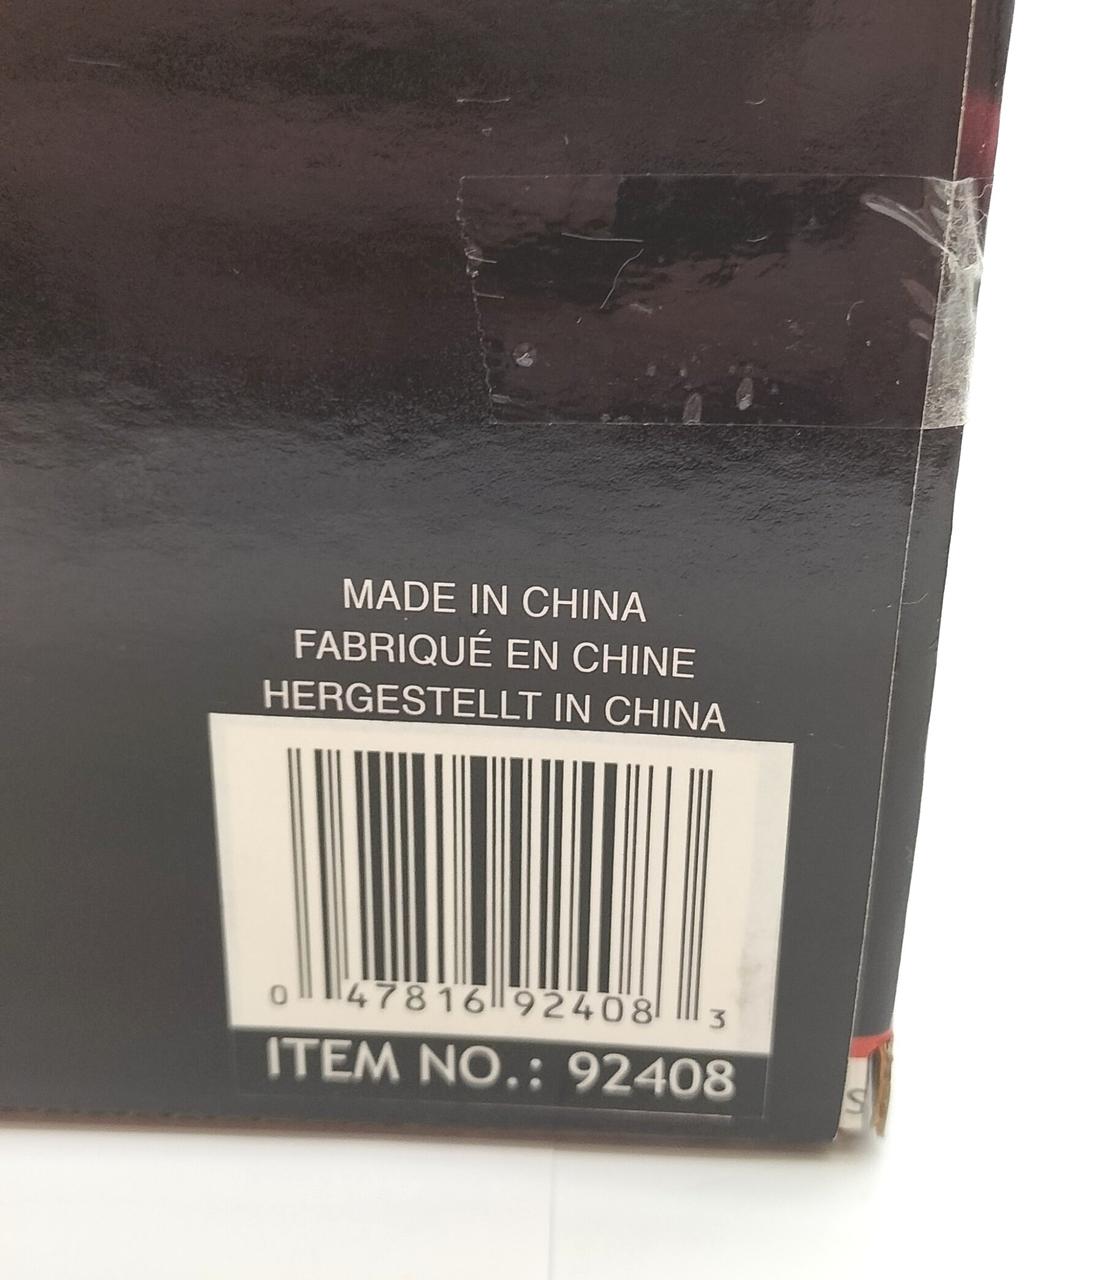 MADE IN CHINA
FABRIQUÉ EN CHINE
HERGESTELLT IN CHINA
0 47816 92408 3
ITEM NO.: 92408
S